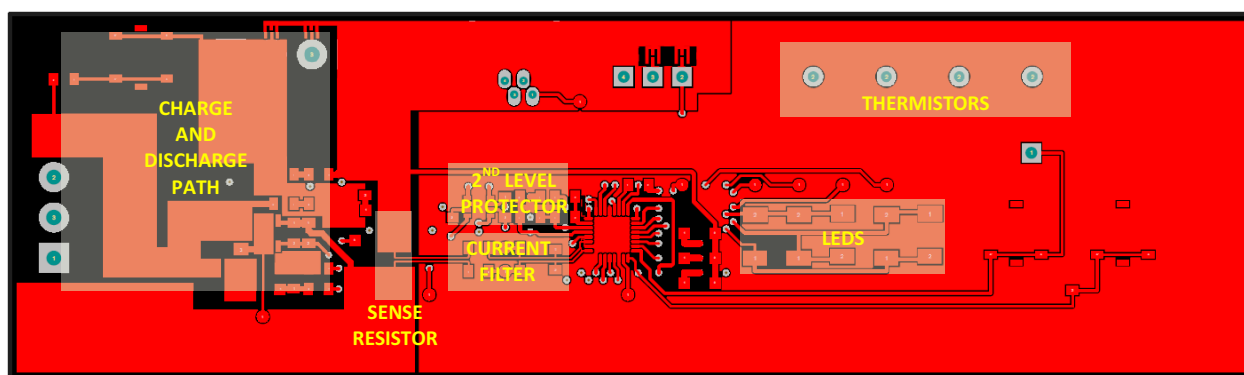 CHARGE
AND
DISCHARGE
PATH
2ND LEVEL
PROTECTOR
CURRENT
FILTER
SENSE
RESISTOR
THERMISTORS
LEDS